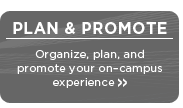 PLAN & PROMOTE
Organize, plan, and
promote your on–campus
experience >>